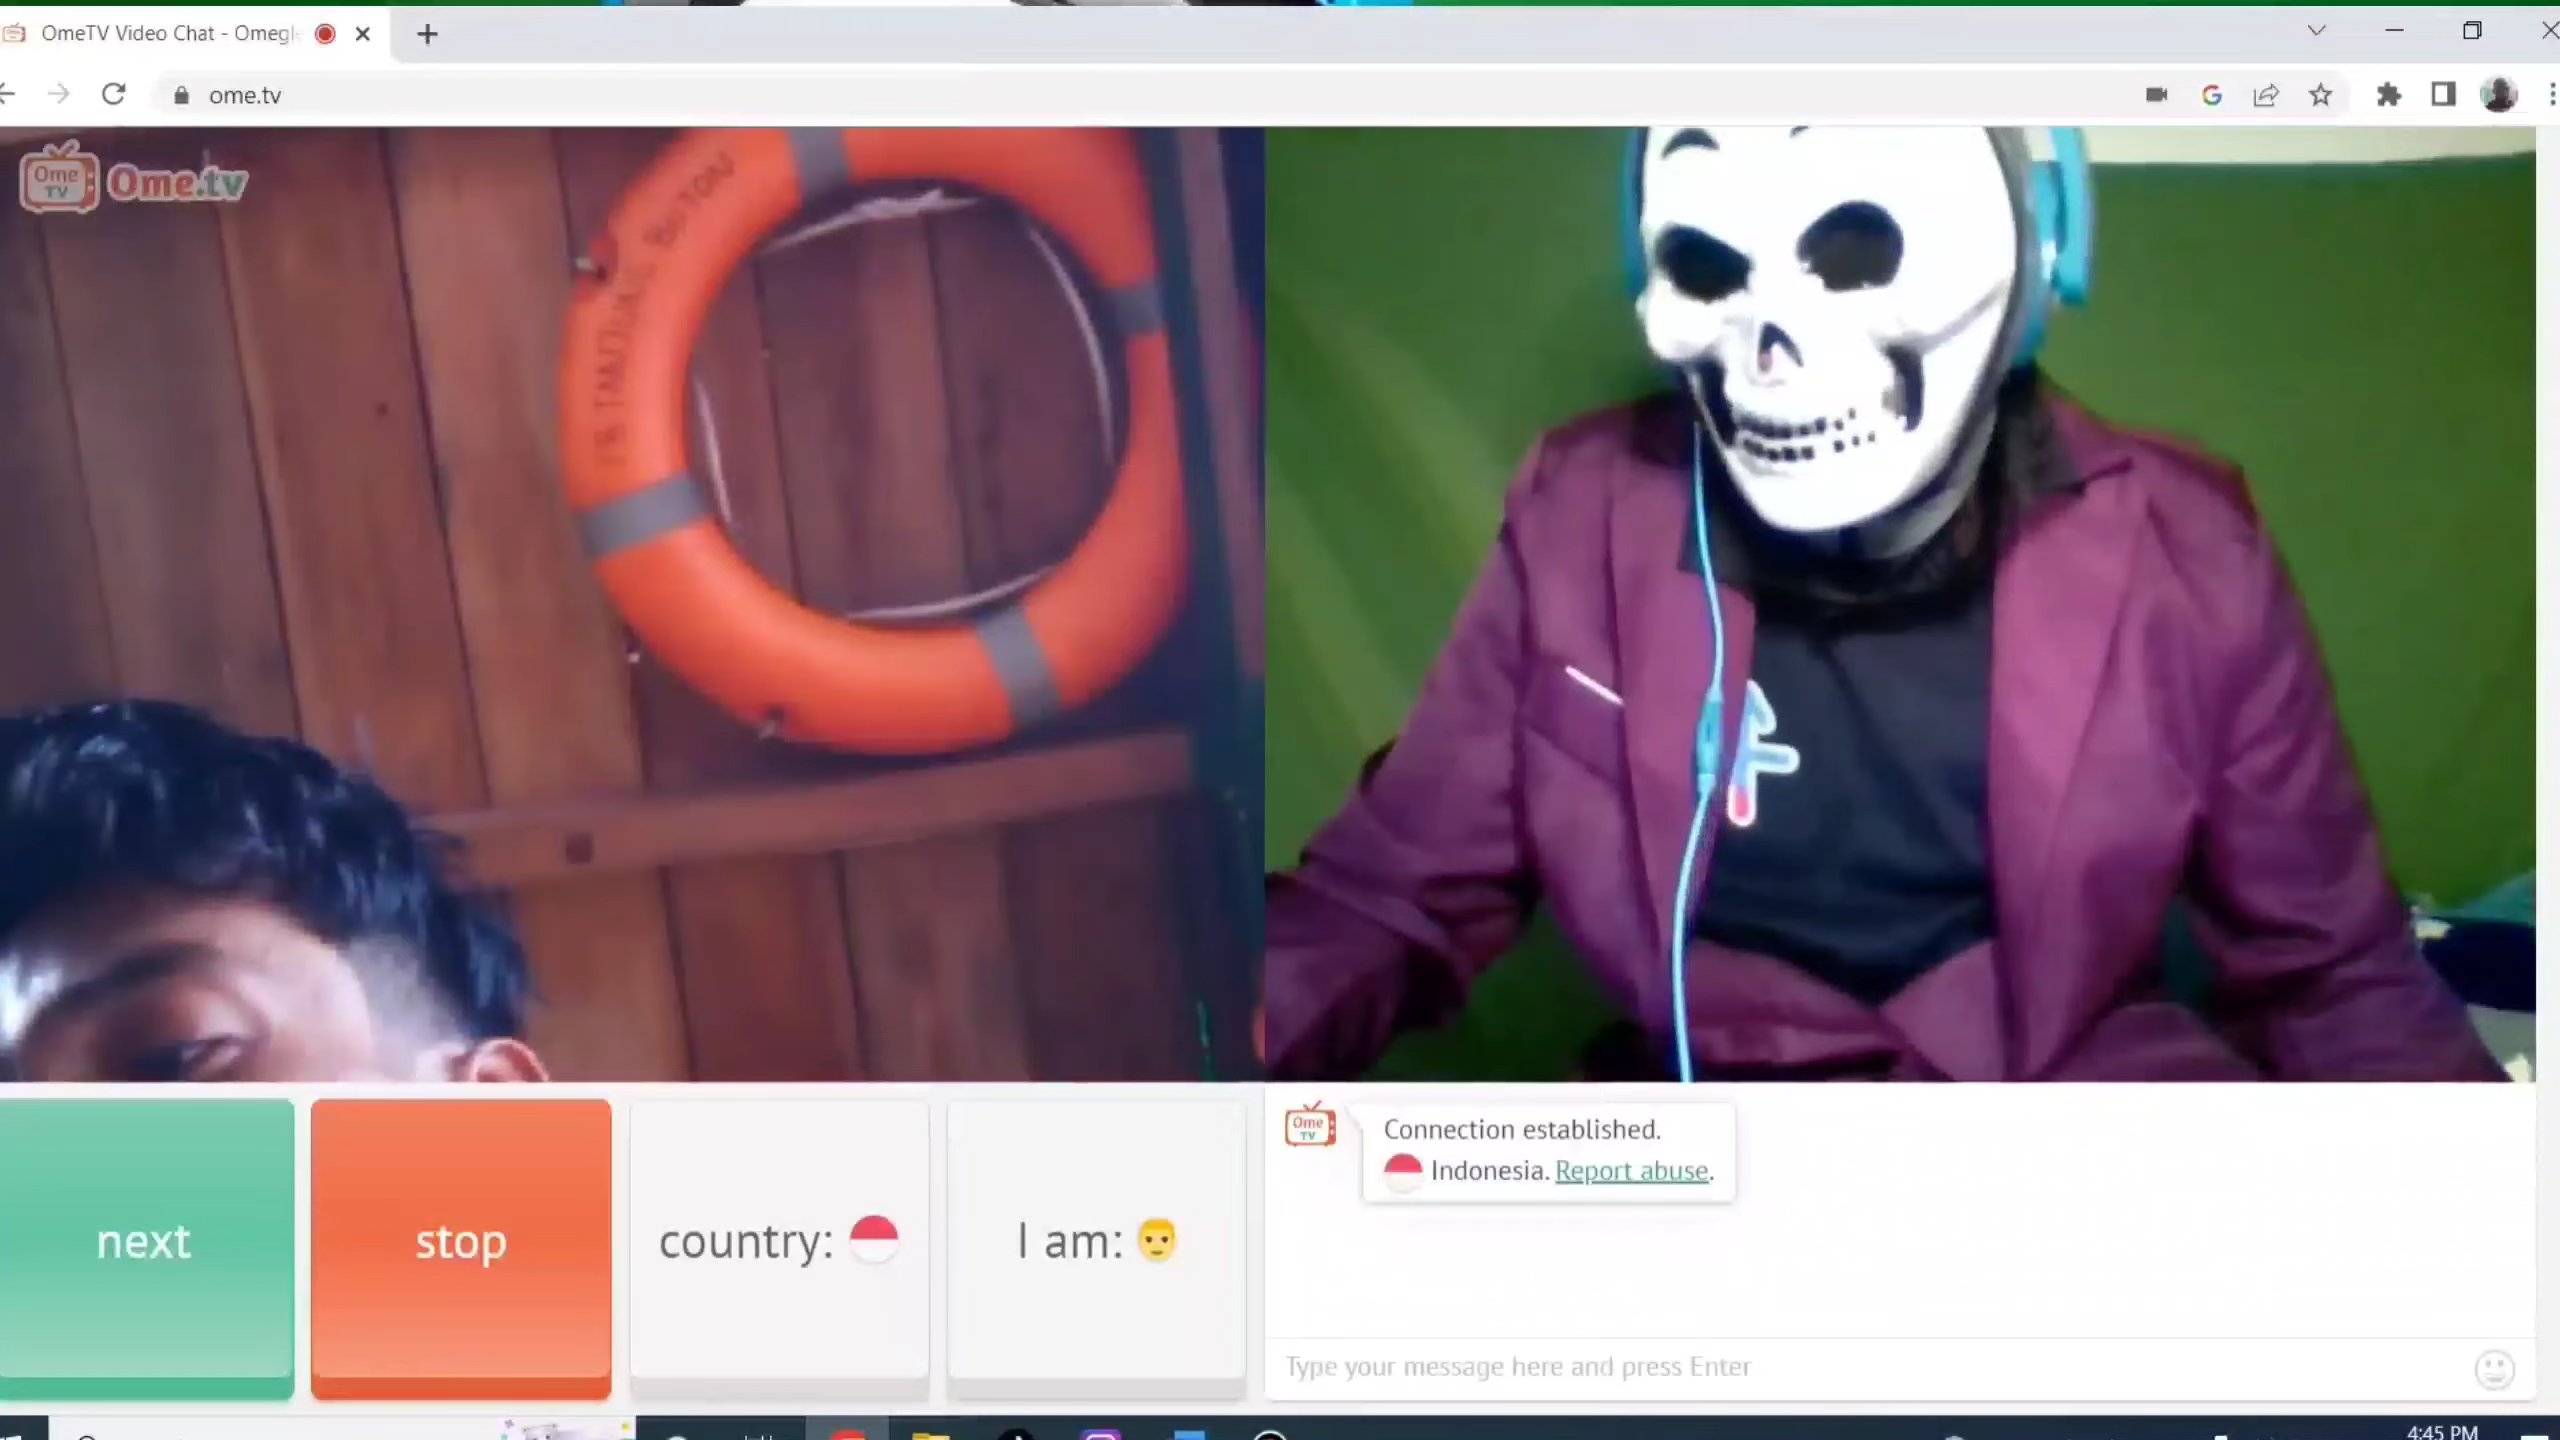 OmeTV Video Chat - Omegl
ome.tv
Ome TV
Ome.tv
BUTON
next
stop
country:
I am:
Ome TV
Connection established.
Indonesia. Report abuse.
Type your message here and press Enter
4:45 PM